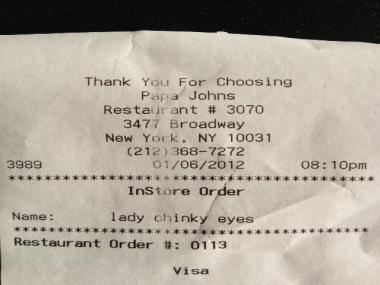 Thank You For Choosing
Papa Johns
Restaurant # 3070
3477 Broadway
New York, NY 10031
(212)368-7272
3989 01/06/2012 08:10pm
****************************************
InStore Order
Name: lady chinky eyes
****************************************
Restaurant Order #: 0113
Visa